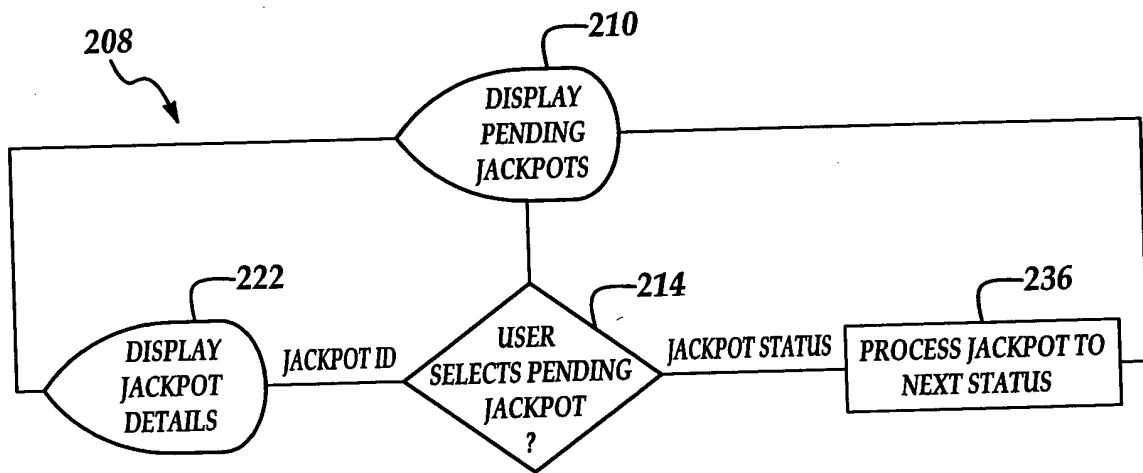 208
210
DISPLAY
PENDING
JACKPOTS
222
DISPLAY
JACKPOT
DETAILS
JACKPOT ID
214
USER
SELECTS PENDING
JACKPOT
?
JACKPOT STATUS
236
PROCESS JACKPOT TO
NEXT STATUS